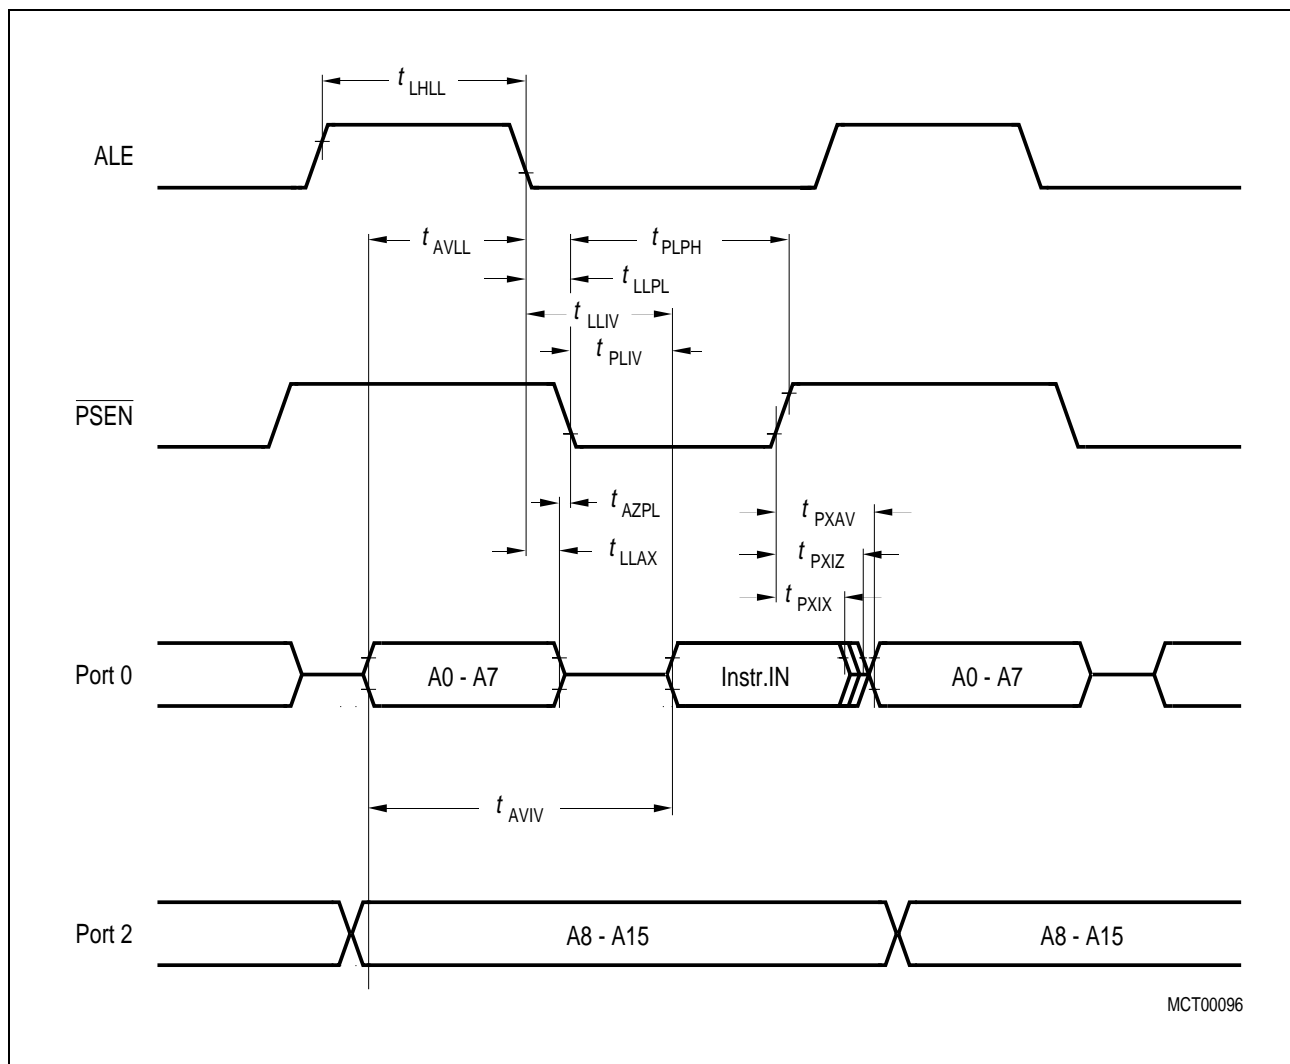 t LHLL
ALE
t AVLL
t PLPH
t LLPL
t LLIV
t PLIV
PSEN
t AZPL
t PXAV
t LLAX
t PXIZ
t PXIX
Port 0
A0 - A7
Instr.IN
A0 - A7
t AVIV
Port 2
A8 - A15
A8 - A15
MCT00096